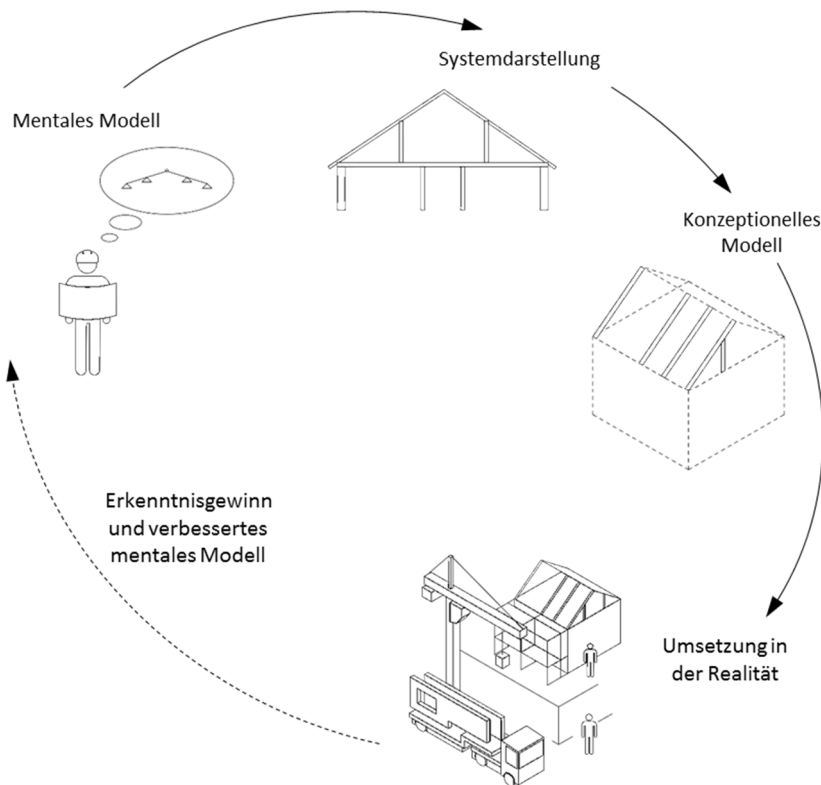 Systemdarstellung
Mentales Modell
Konzeptionelles
Modell
Erkenntnisgewinn
und verbessertes
mentales Modell
Umsetzung in
der Realität